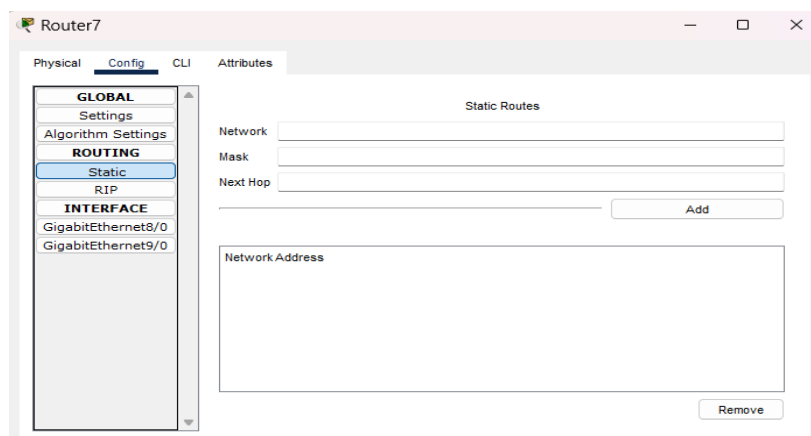 Router7
Physical Config CLI Attributes
GLOBAL
Settings
Algorithm Settings
ROUTING
Static
RIP
INTERFACE
GigabitEthernet8/0
GigabitEthernet9/0
Static Routes
Network
Mask
Next Hop
Add
Network Address
Remove